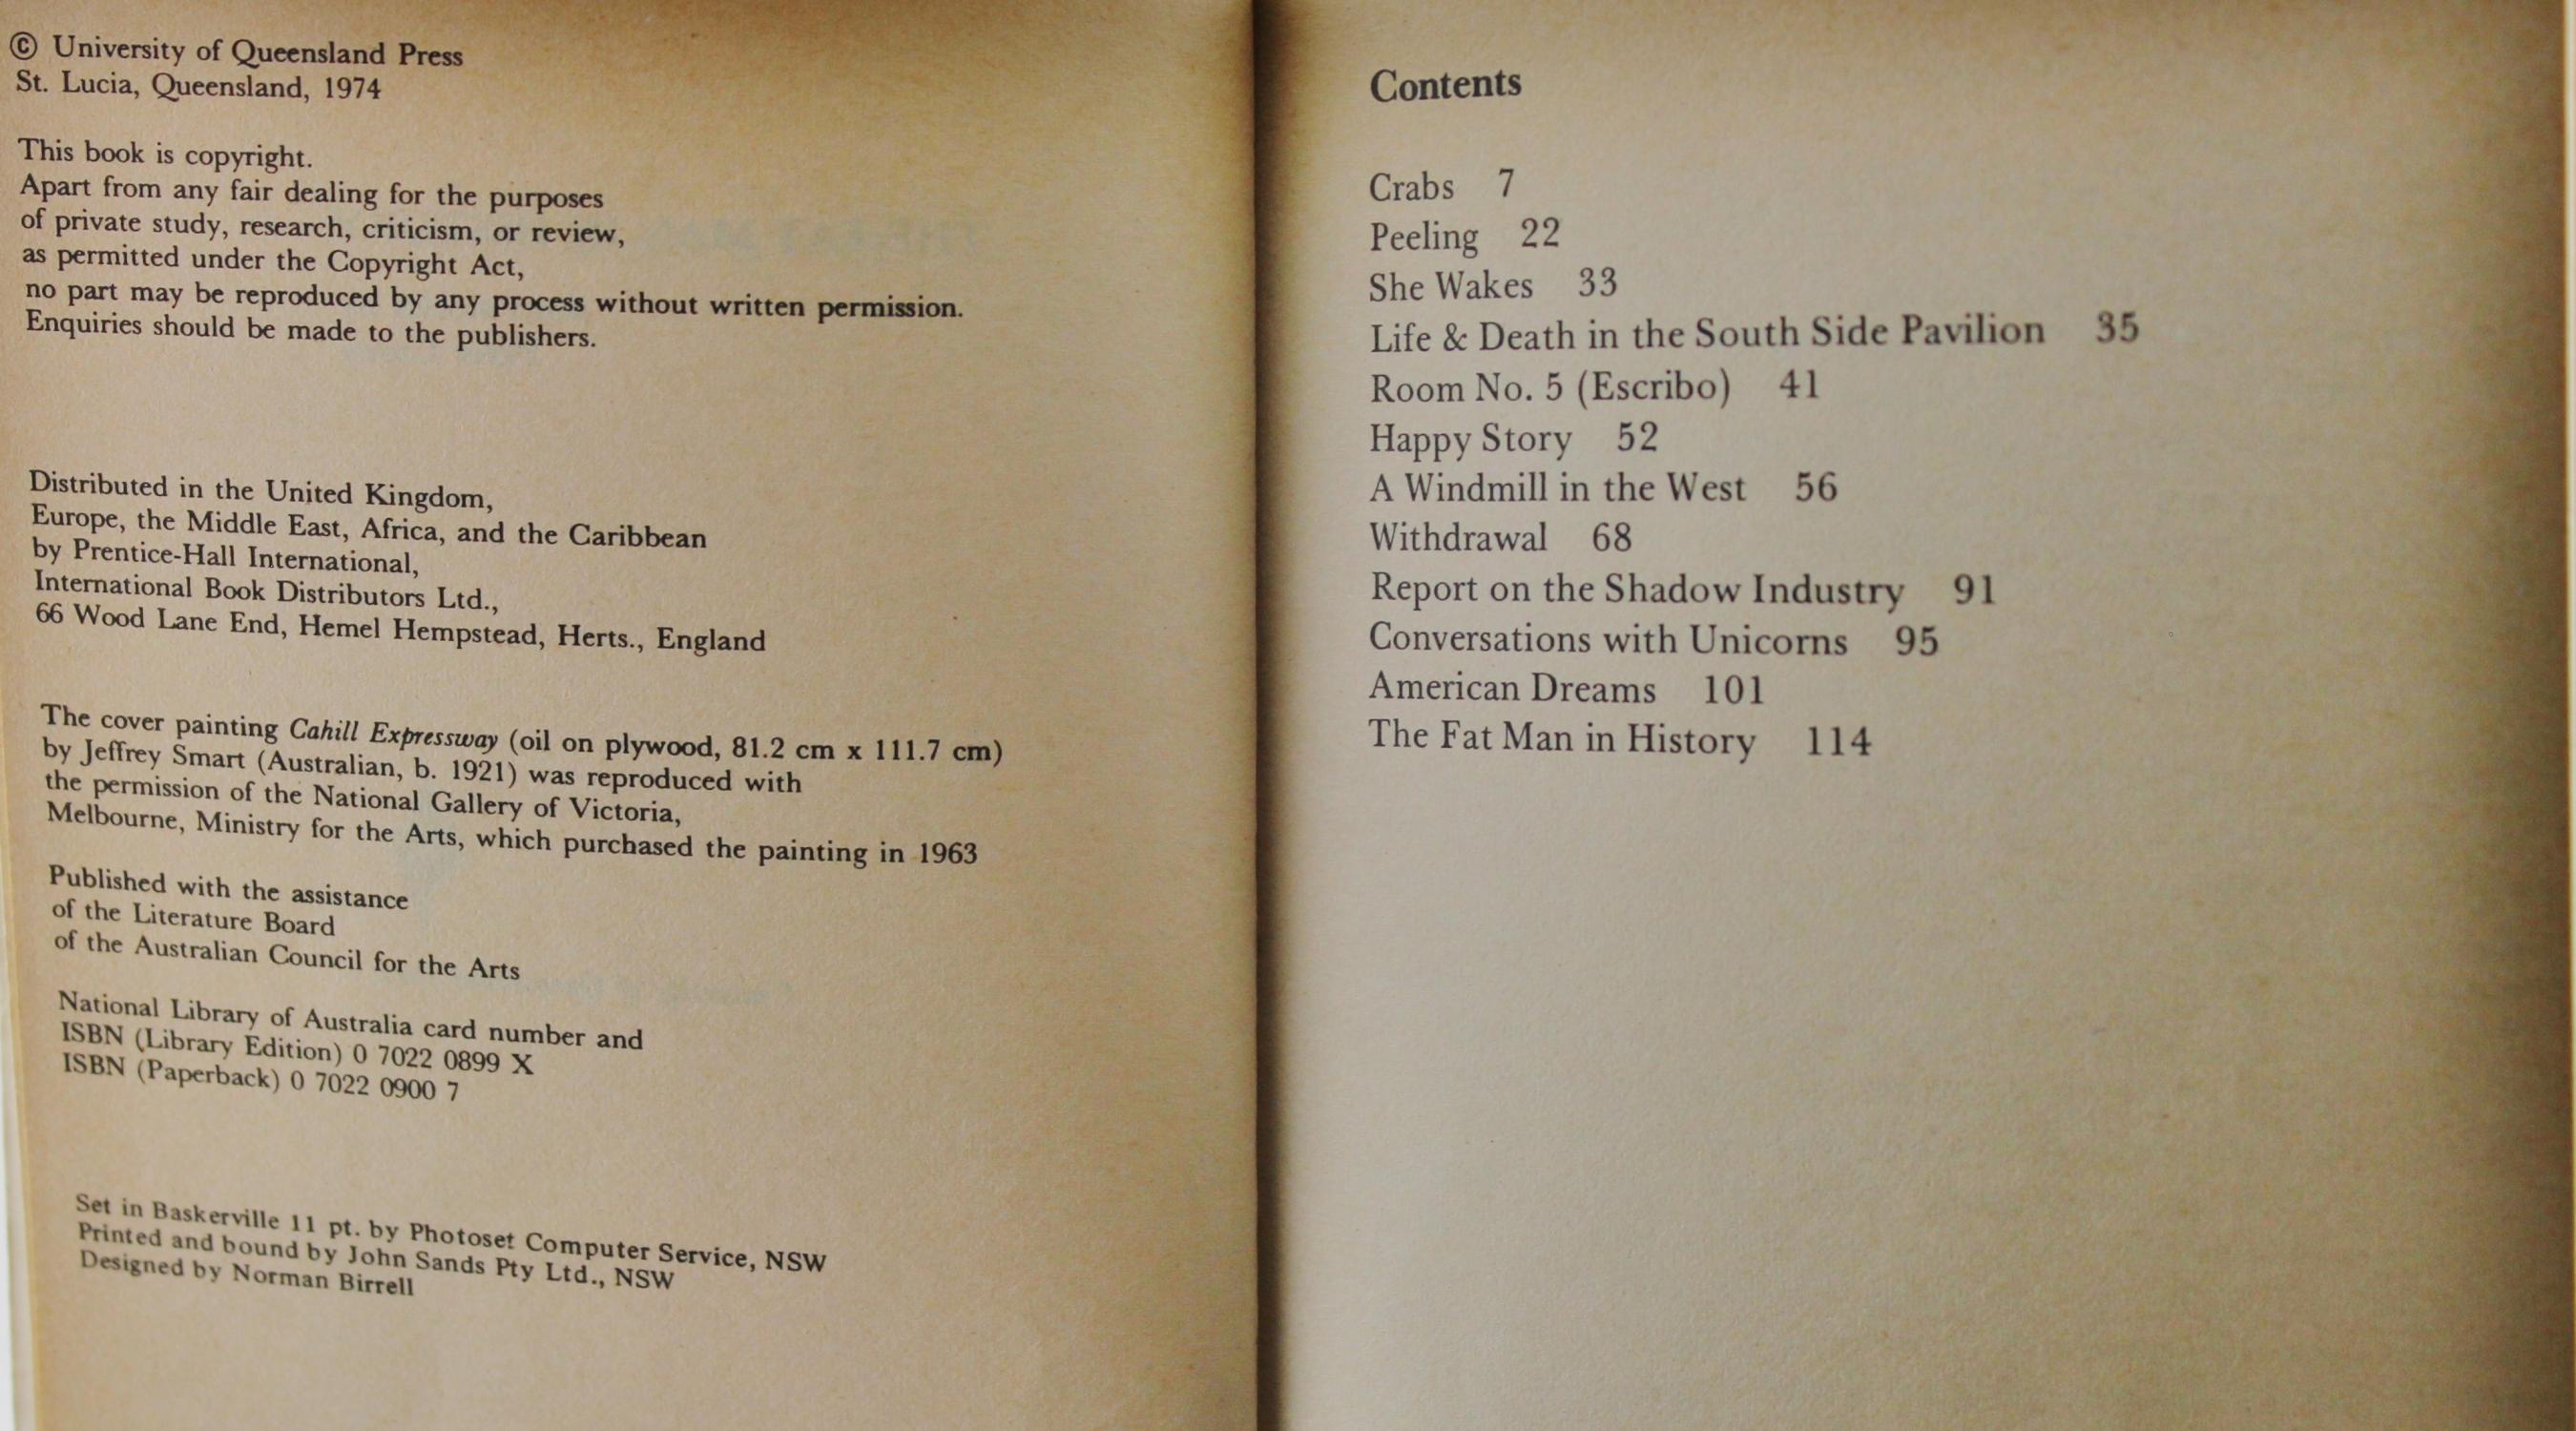 © University of Queensland Press
St. Lucia, Queensland, 1974
This book is copyright.
Apart from any fair dealing for the purposes
of private study, research, criticism, or review,
as permitted under the Copyright Act,
no part may be reproduced by any process without written permission.
Enquiries should be made to the publishers.
Distributed in the United Kingdom,
Europe, the Middle East, Africa, and the Caribbean
by Prentice-Hall International,
International Book Distributors Ltd.,
66 Wood Lane End, Hemel Hempstead, Herts., England
The cover painting Cahill Expressway (oil on plywood, 81.2 cm x 111.7 cm)
by Jeffrey Smart (Australian, b. 1921) was reproduced with
the permission of the National Gallery of Victoria,
Melbourne, Ministry for the Arts, which purchased the painting in 1963
Published with the assistance
of the Literature Board
of the Australian Council for the Arts
National Library of Australia card number and
ISBN (Library Edition) 0 7022 0899 X
ISBN (Paperback) 0 7022 0900 7
Set in Baskerville 11 pt. by Photoset Computer Service, NSW
Printed and bound by John Sands Pty Ltd., NSW
Designed by Norman Birrell
Contents
Crabs 7
Peeling 22
She Wakes 33
Life & Death in the South Side Pavilion 35
Room No. 5 (Escribo) 41
Happy Story 52
A Windmill in the West 56
Withdrawal 68
Report on the Shadow Industry 91
Conversations with Unicorns 95
American Dreams 101
The Fat Man in History 114